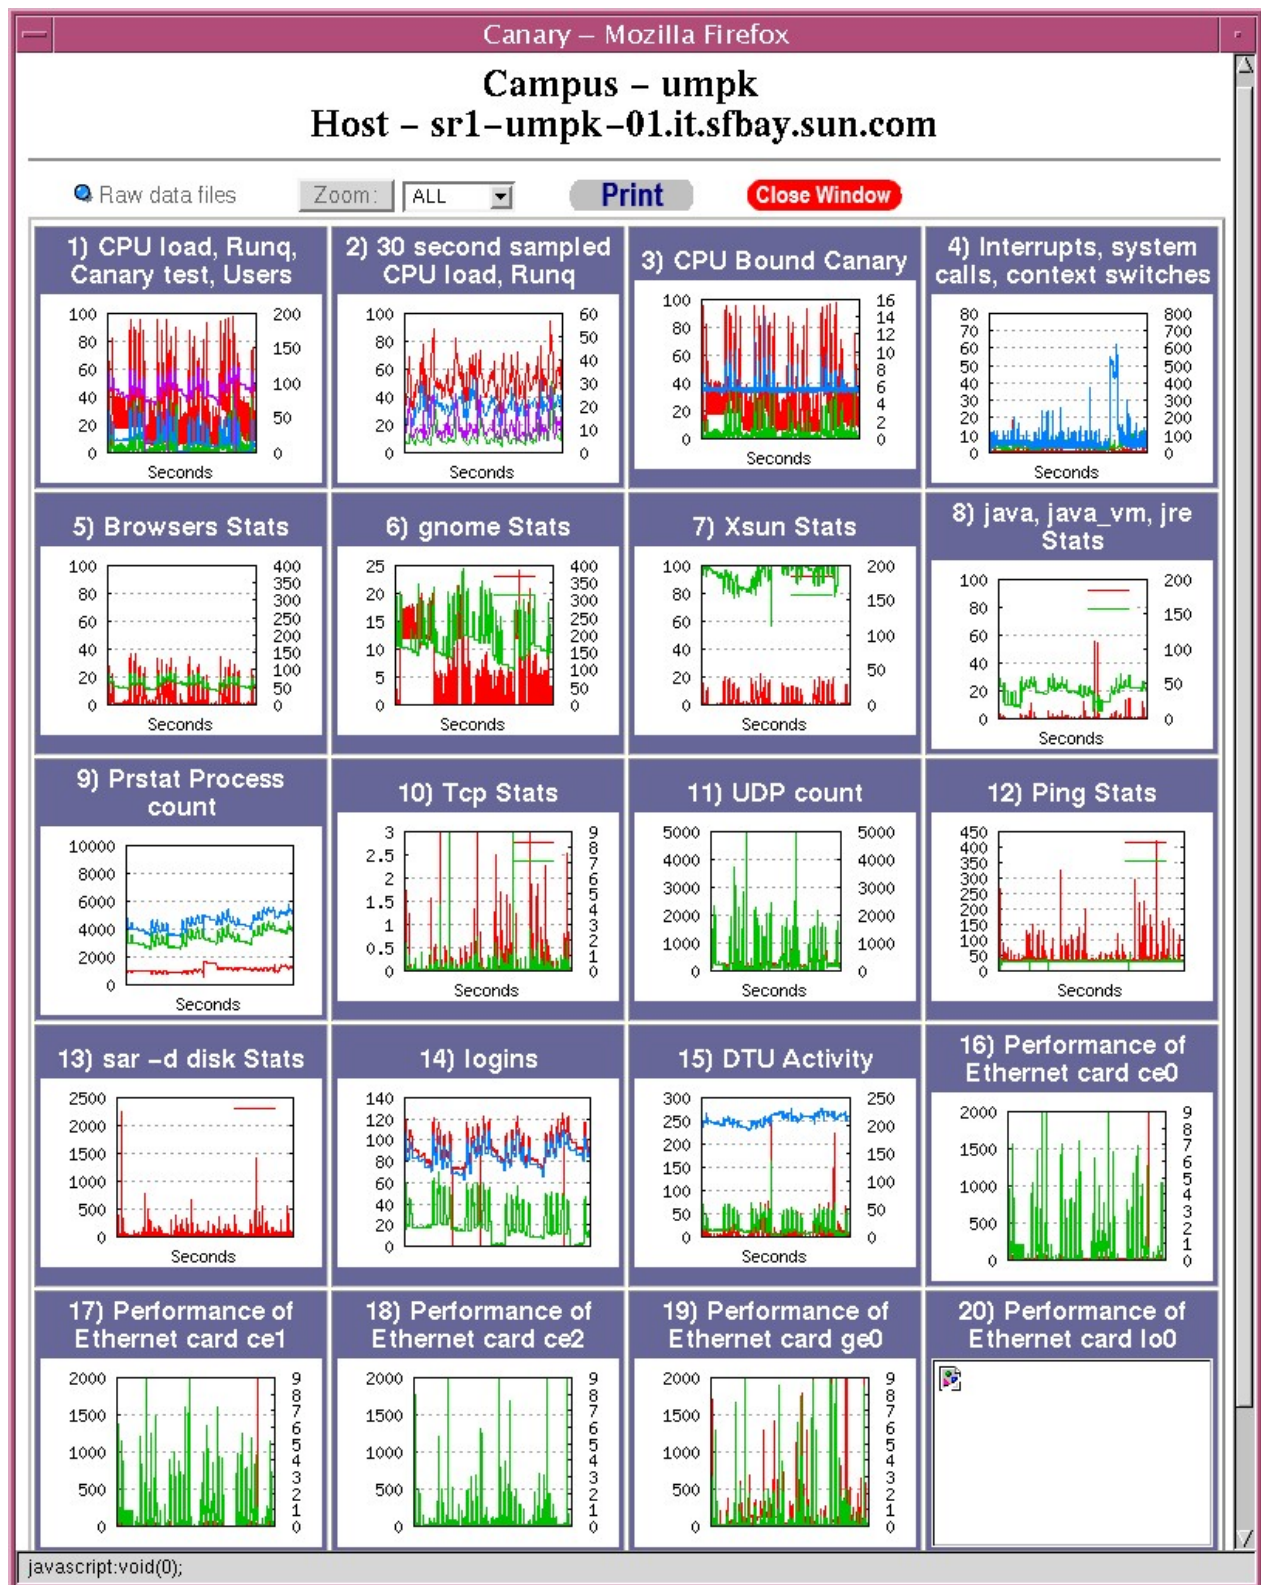 Canary – Mozilla Firefox
Campus – umpk
Host – sr1-umpk-01.it.sfbay.sun.com
Raw data files Zoom: ALL Print Close Window
1) CPU load, Runq,
Canary test, Users
100 80 60 40 20 0
200 150 100 50 0
Seconds
2) 30 second sampled
CPU load, Runq
100 80 60 40 20 0
60 50 40 30 20 10 0
Seconds
3) CPU Bound Canary
100 80 60 40 20 0
16 14 12 10 8 6 4 2 0
Seconds
4) Interrupts, system
calls, context switches
80 70 60 50 40 30 20 10 0
800 700 600 500 400 300 200 100 0
Seconds
5) Browsers Stats
100 80 60 40 20 0
400 350 300 250 200 150 100 50 0
Seconds
6) gnome Stats
25 20 15 10 5 0
400 350 300 250 200 150 100 50 0
Seconds
7) Xsun Stats
100 80 60 40 20 0
200 150 100 50 0
Seconds
8) java, java_vm, jre
Stats
100 80 60 40 20 0
200 150 100 50 0
Seconds
9) Prstat Process
count
10000 8000 6000 4000 2000 0
Seconds
10) Tcp Stats
3 2.5 2 1.5 1 0.5 0
9 8 7 6 5 4 3 2 1 0
Seconds
11) UDP count
5000 4000 3000 2000 1000 0
5000 4000 3000 2000 1000 0
Seconds
12) Ping Stats
450 400 350 300 250 200 150 100 50 0
Seconds
13) sar –d disk Stats
2500 2000 1500 1000 500 0
Seconds
14) logins
140 120 100 80 60 40 20 0
15) DTU Activity
300 250 200 150 100 50 0
250 200 150 100 50 0
Seconds
16) Performance of
Ethernet card ce0
2000 1500 1000 500 0
9 8 7 6 5 4 3 2 1 0
17) Performance of
Ethernet card ce1
2000 1500 1000 500 0
9 8 7 6 5 4 3 2 1 0
18) Performance of
Ethernet card ce2
2000 1500 1000 500 0
9 8 7 6 5 4 3 2 1 0
19) Performance of
Ethernet card ge0
2000 1500 1000 500 0
9 8 7 6 5 4 3 2 1 0
20) Performance of
Ethernet card lo0
javascript:void(0);